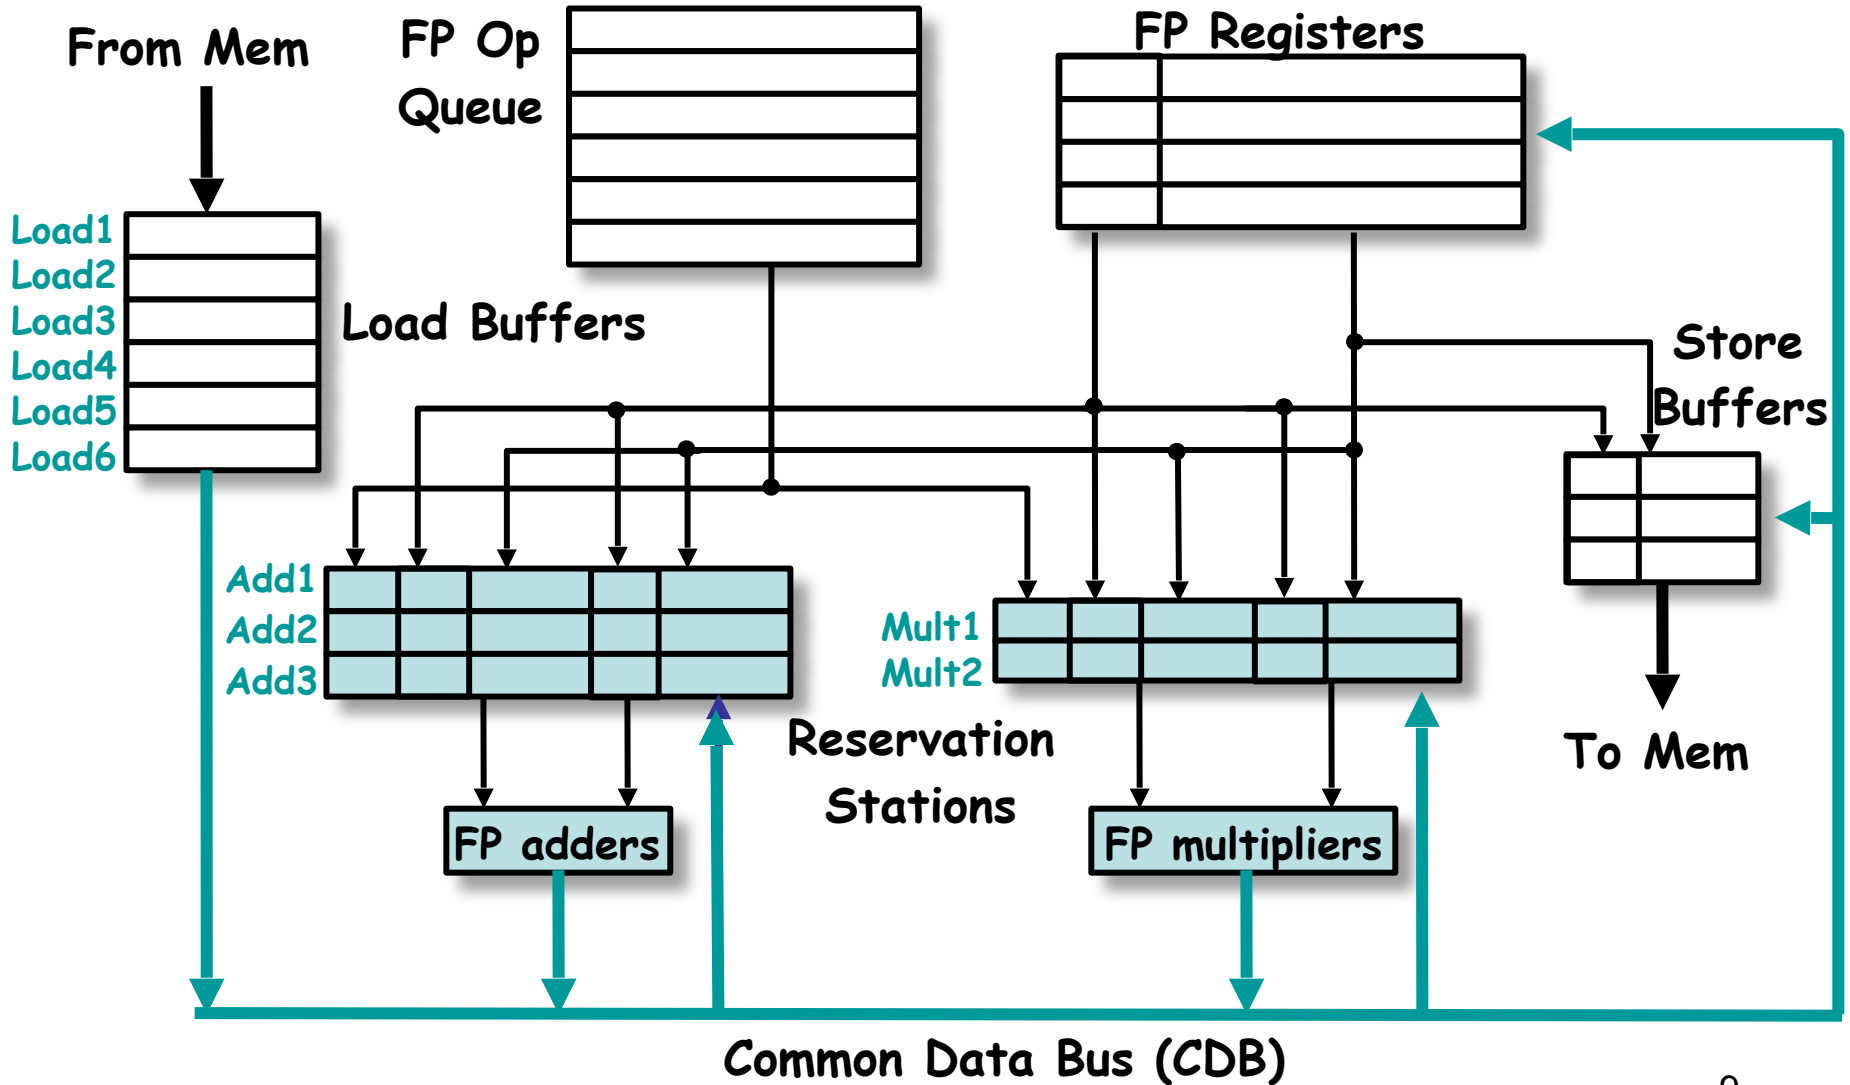 From Mem
FP Op
Queue
FP Registers
Load1
Load2
Load3
Load4
Load5
Load6
Load Buffers
Store
Buffers
Add1
Add2
Add3
Mult1
Mult2
Reservation
Stations
To Mem
FP adders
FP multipliers
Common Data Bus (CDB)